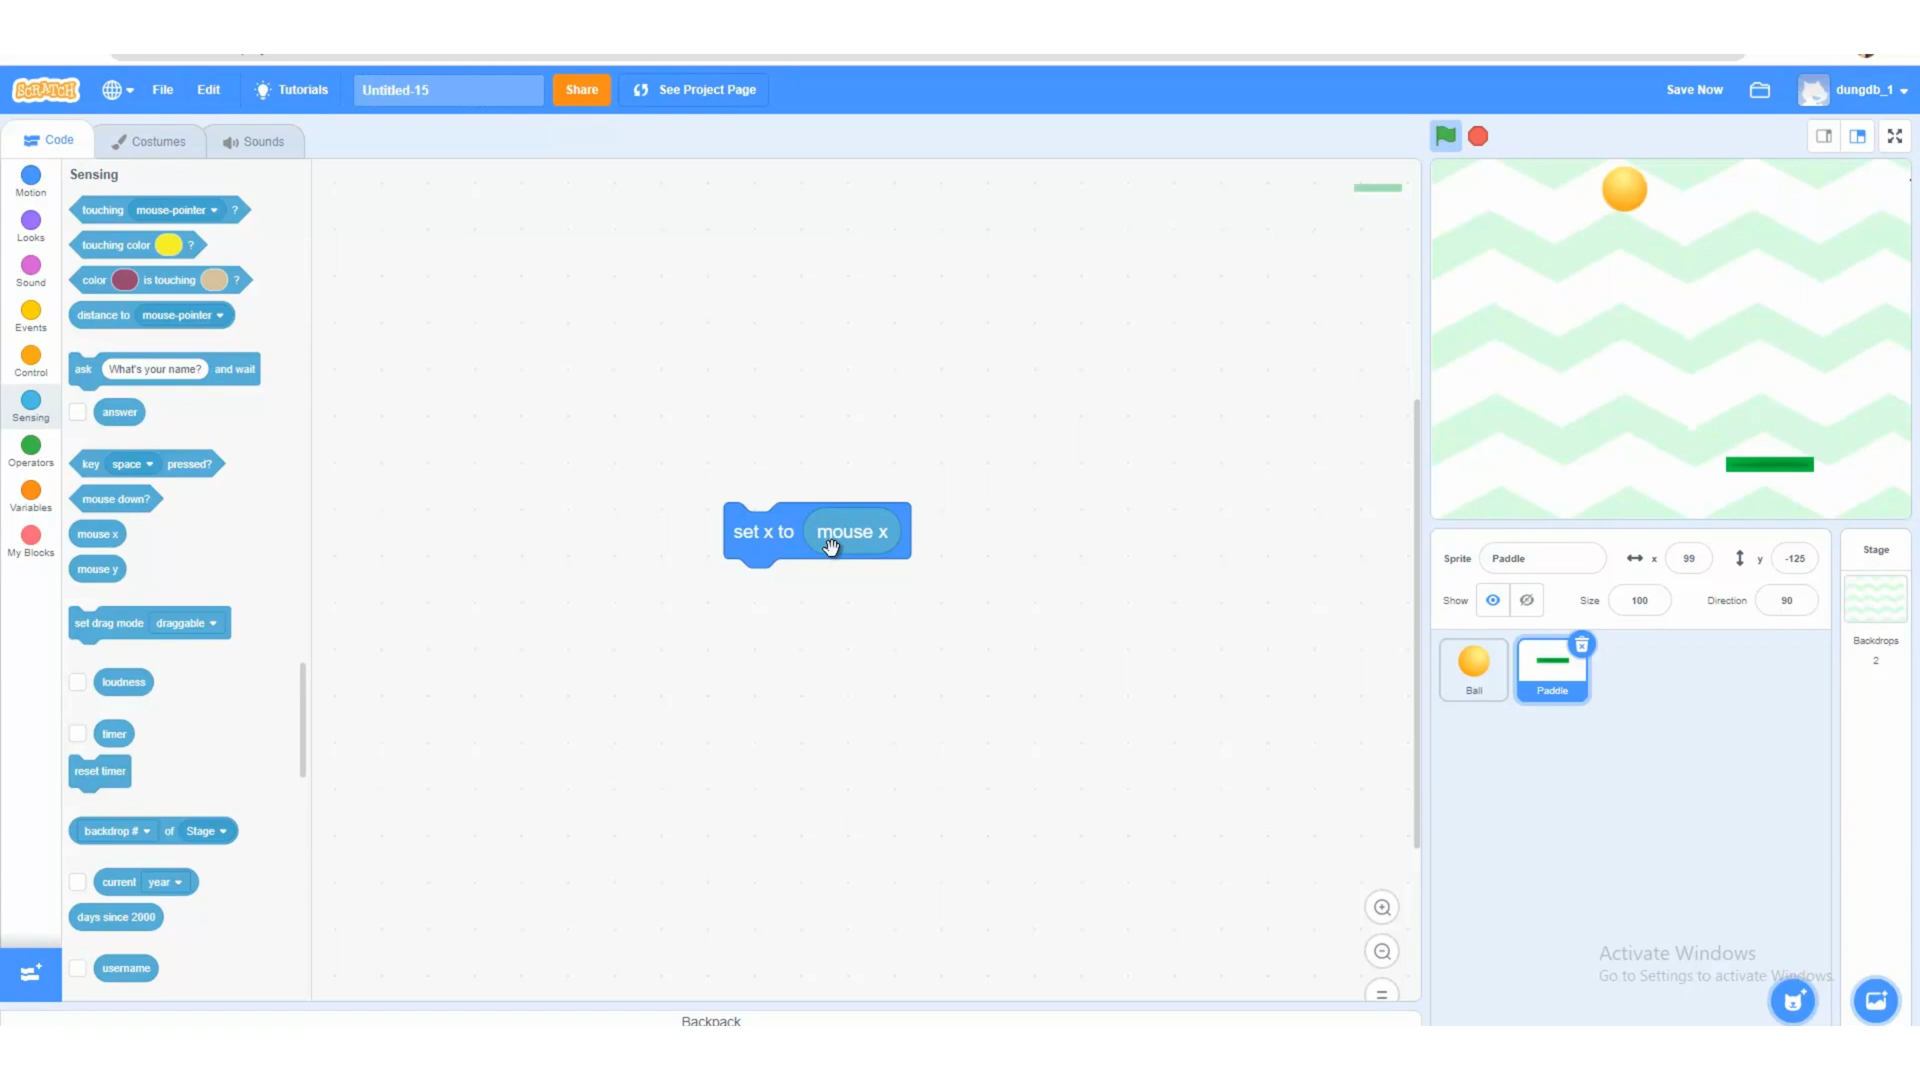 SCRATCH File Edit Tutorials Untitled-15 Share See Project Page Save Now dungdb_1
Code Costumes Sounds
Motion
Looks
Sound
Events
Control
Sensing
Operators
Variables
My Blocks
Sensing
touching mouse-pointer ?
touching color ?
color is touching ?
distance to mouse-pointer
ask What's your name? and wait
answer
key space pressed?
mouse down?
mouse x
mouse y
set drag mode draggable
loudness
timer
reset timer
backdrop # of Stage
current year
days since 2000
username
set x to mouse x
Backpack
Sprite Paddle x 99 y -125
Show Size 100 Direction 90
Ball
Paddle
Stage
Backdrops
2
Activate Windows
Go to Settings to activate Windows.